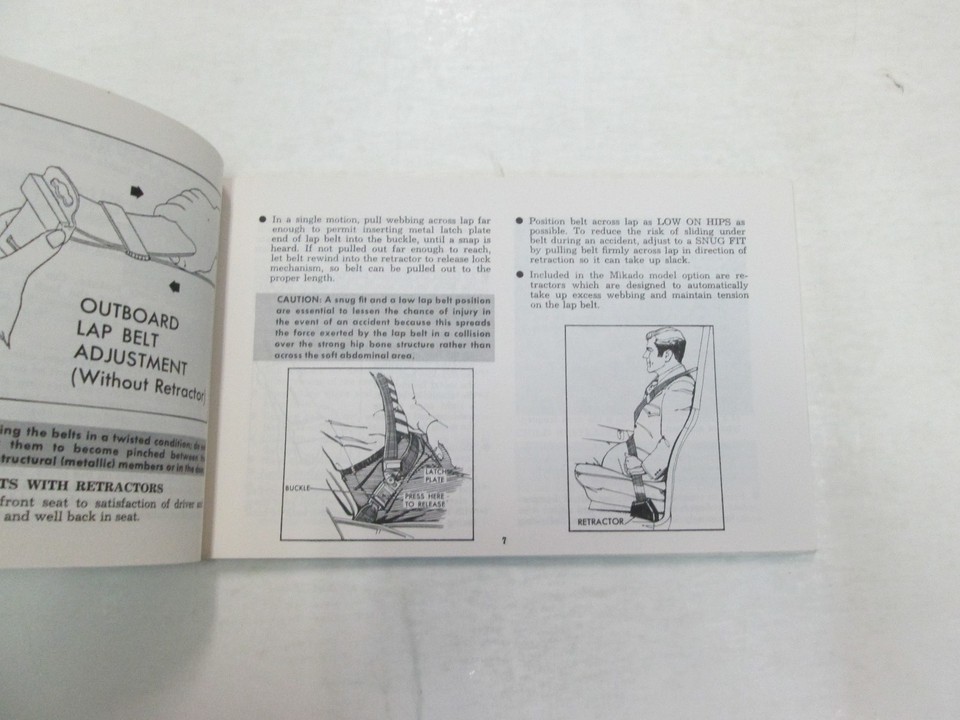 OUTBOARD
LAP BELT
ADJUSTMENT
(Without Retractor
ing the belts in a twisted condition; do
them to become pinched between
tructural (metallic) members or in the
TS WITH RETRACTORS
front seat to satisfaction of driver
and well back in seat.
● In a single motion, pull webbing across lap far
enough to permit inserting metal latch plate
end of lap belt into the buckle, until a snap is
heard. If not pulled out far enough to reach,
let belt rewind into the retractor to release lock
mechanism, so belt can be pulled out to the
proper length.
CAUTION: A snug fit and a low lap belt position
are essential to lessen the chance of injury in
the event of an accident because this spreads
the force exerted by the lap belt in a collision
over the strong hip bone structure rather than
across the soft abdominal area.
BUCKLE
LATCH
PLATE
PRESS HERE
TO RELEASE
● Position belt across lap as LOW ON HIPS as
possible. To reduce the risk of sliding under
belt during an accident, adjust to a SNUG FIT
by pulling belt firmly across lap in direction of
retraction so it can take up slack.
● Included in the Mikado model option are re-
tractors which are designed to automatically
take up excess webbing and maintain tension
on the lap belt.
RETRACTOR
7